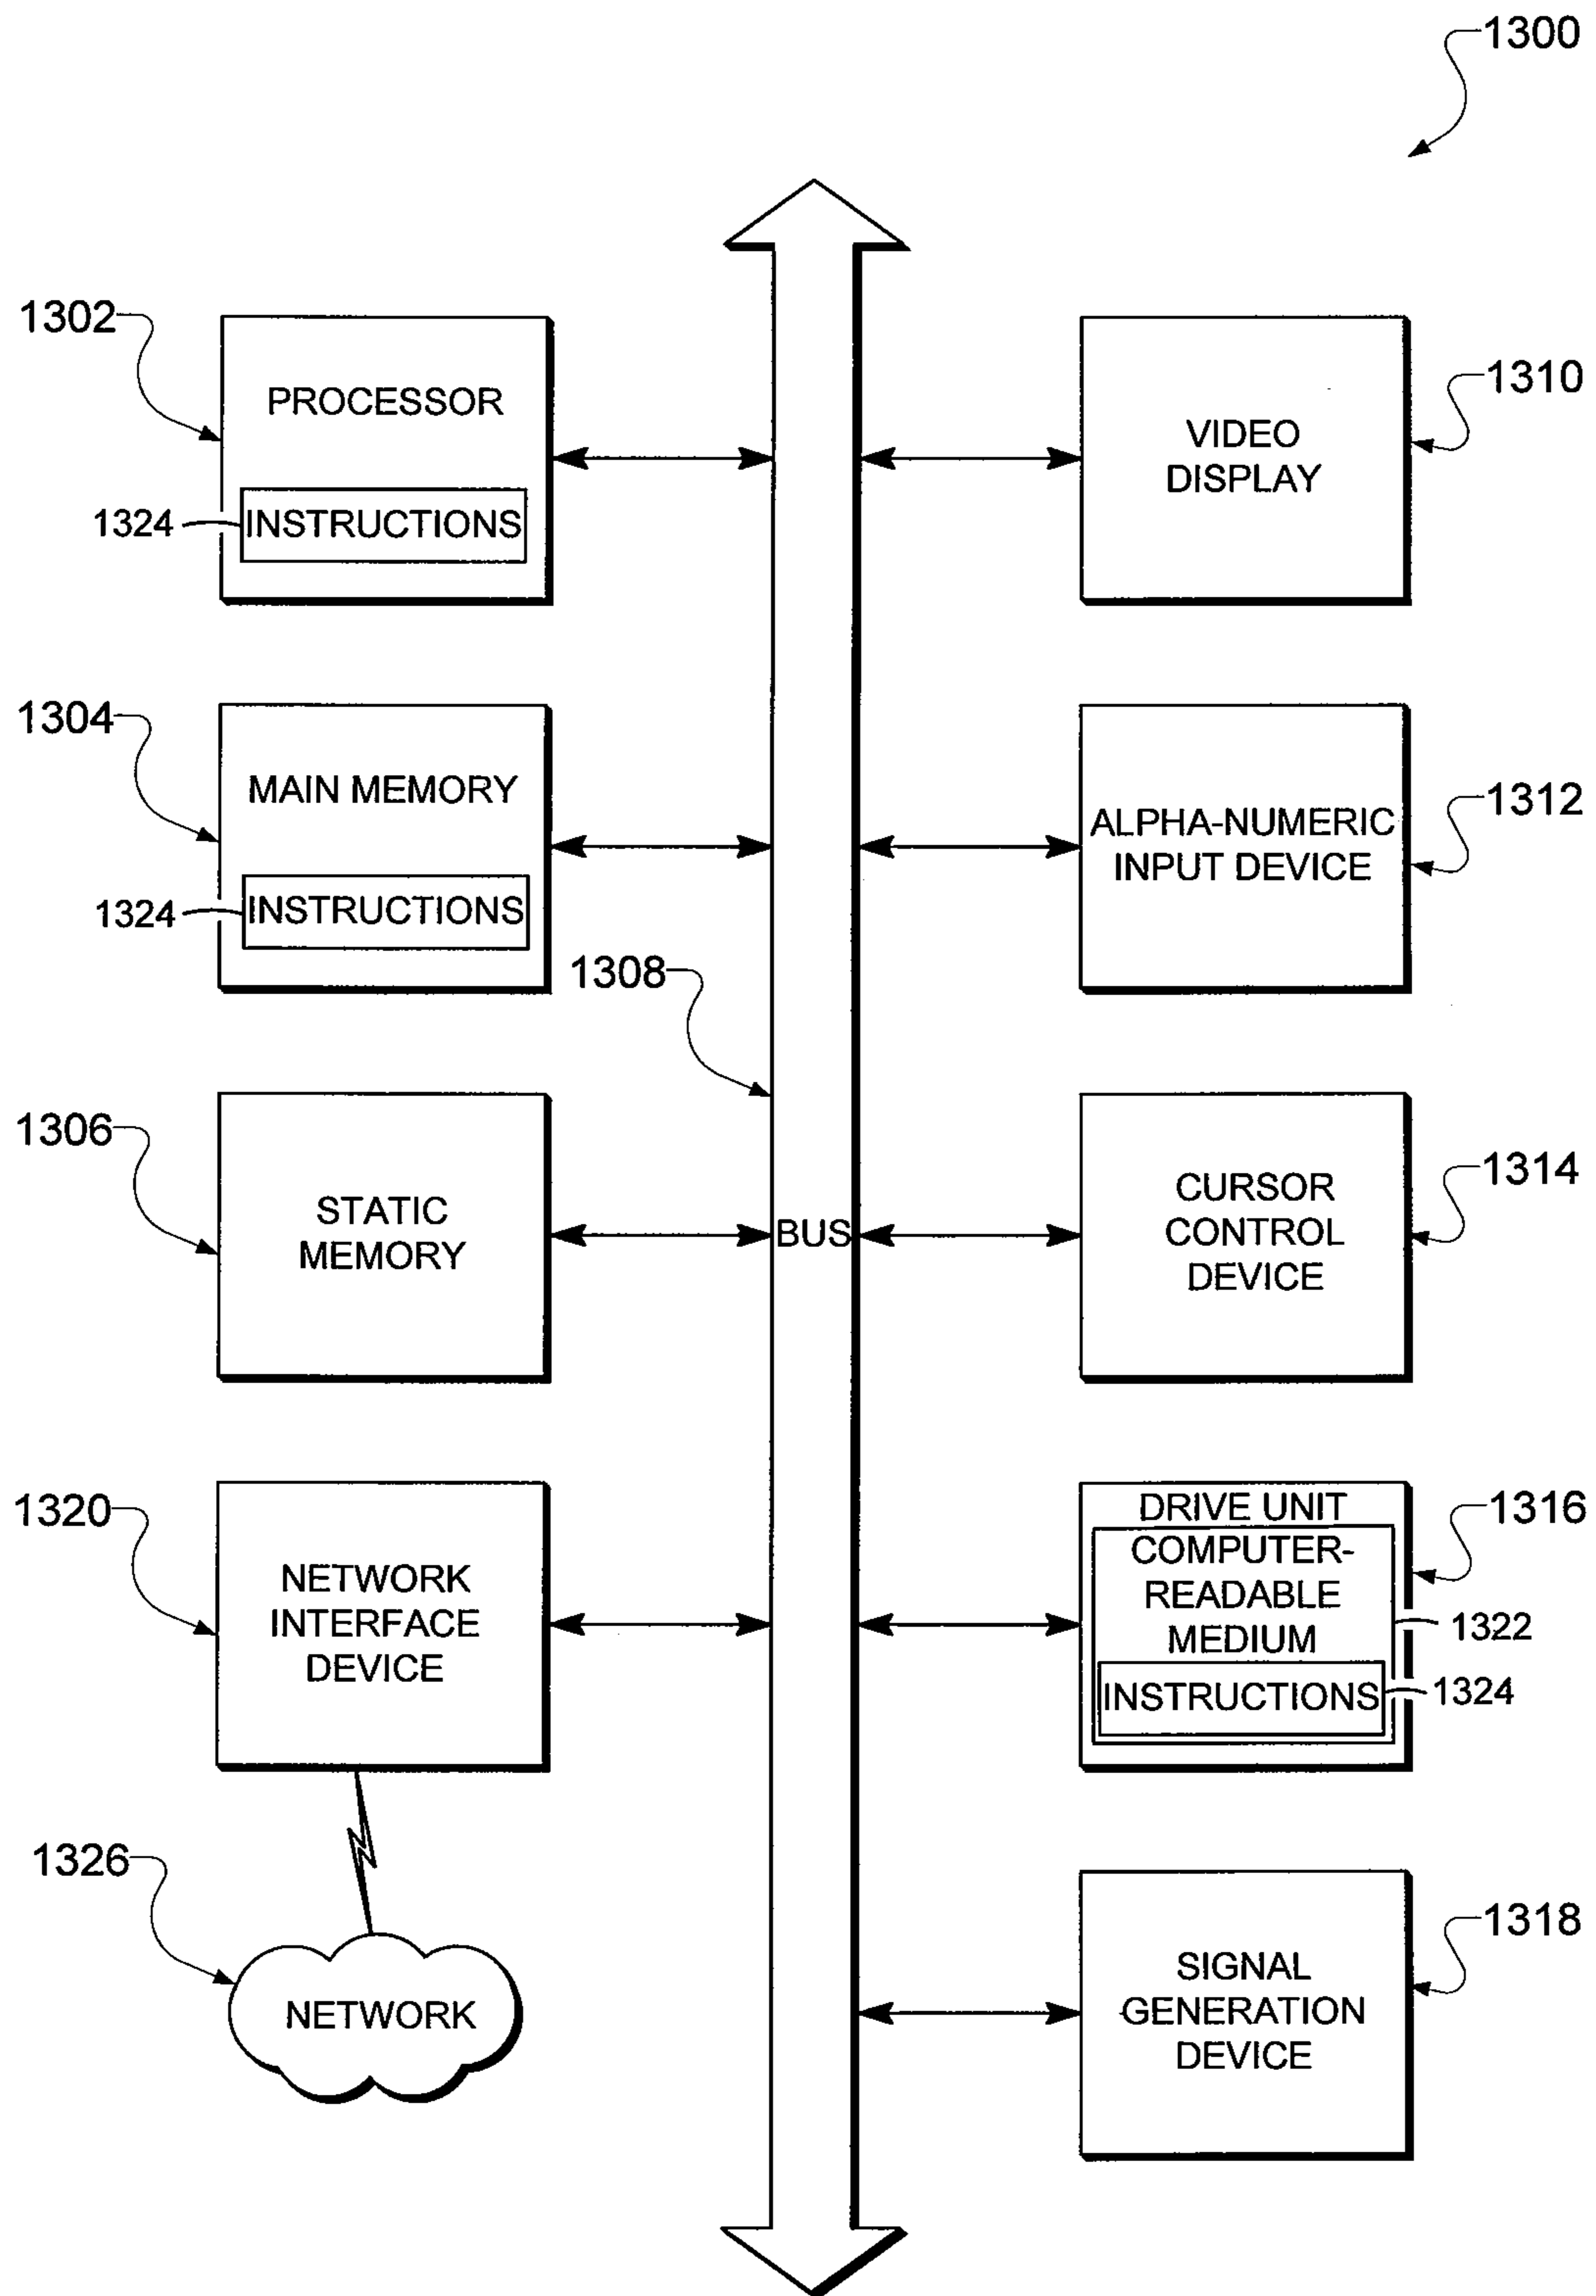 1300
1302
PROCESSOR
1324
INSTRUCTIONS
1310
VIDEO
DISPLAY
1304
MAIN MEMORY
1324
INSTRUCTIONS
1312
ALPHA-NUMERIC
INPUT DEVICE
1308
BUS
1306
STATIC
MEMORY
1314
CURSOR
CONTROL
DEVICE
1320
NETWORK
INTERFACE
DEVICE
1316
DRIVE UNIT
COMPUTER-
READABLE
MEDIUM
1322
INSTRUCTIONS
1324
1326
NETWORK
1318
SIGNAL
GENERATION
DEVICE